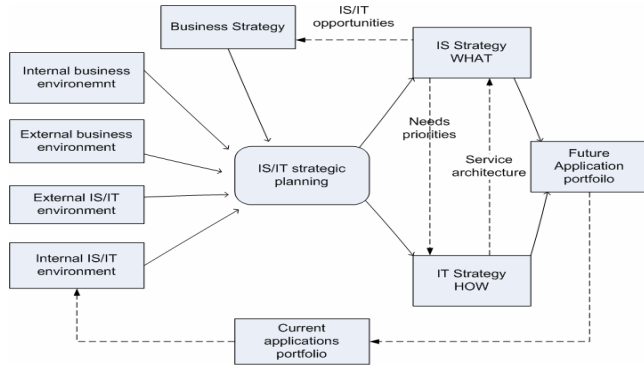 IS/IT
opportunities
Business Strategy
IS Strategy
WHAT
Internal business
environemnt
External business
environment
External IS/IT
environment
Internal IS/IT
environment
IS/IT strategic
planning
Needs
priorities
Service
architecture
Future
Application
portfoilo
IT Strategy
HOW
Current
applications
portfolio